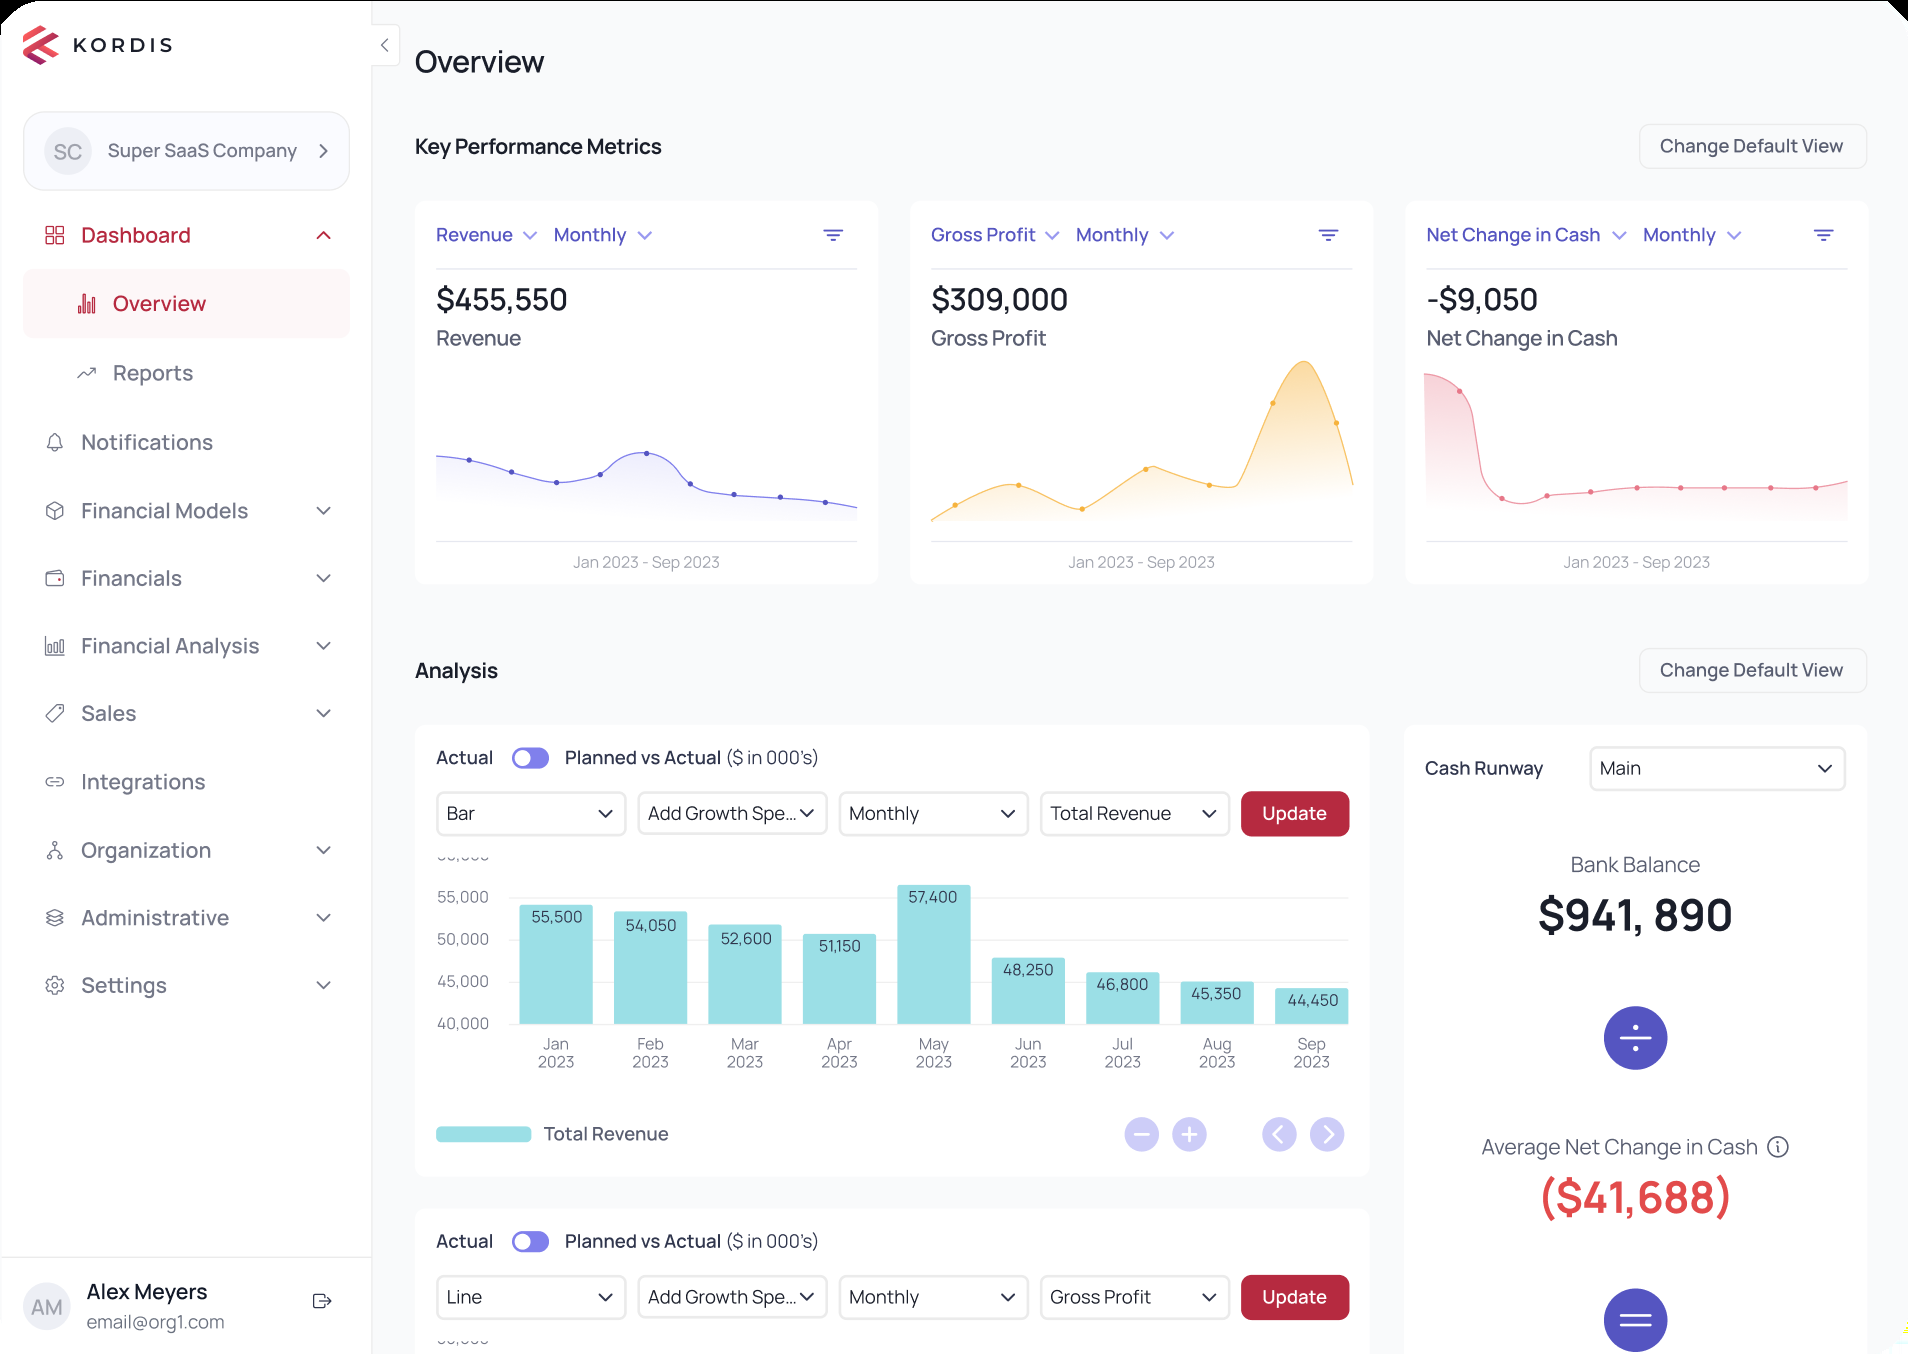 KORDIS
SC Super SaaS Company
Dashboard
Overview
Reports
Notifications
Financial Models
Financials
Financial Analysis
Sales
Integrations
Organization
Administrative
Settings
AM Alex Meyers
email@org1.com
Overview
Key Performance Metrics
Change Default View
Revenue Monthly
$455,550
Revenue
Jan 2023 - Sep 2023
Gross Profit Monthly
$309,000
Gross Profit
Jan 2023 - Sep 2023
Net Change in Cash Monthly
-$9,050
Net Change in Cash
Jan 2023 - Sep 2023
Analysis
Change Default View
Actual Planned vs Actual ($ in 000's)
Bar Add Growth Spe... Monthly Total Revenue Update
55,000
50,000
45,000
40,000
55,500 54,050 52,600 51,150 57,400 48,250 46,800 45,350 44,450
Jan Feb Mar Apr May Jun Jul Aug Sep
2023 2023 2023 2023 2023 2023 2023 2023 2023
Total Revenue
Actual Planned vs Actual ($ in 000's)
Line Add Growth Spe... Monthly Gross Profit Update
Cash Runway Main
Bank Balance
$941, 890
Average Net Change in Cash
($41,688)